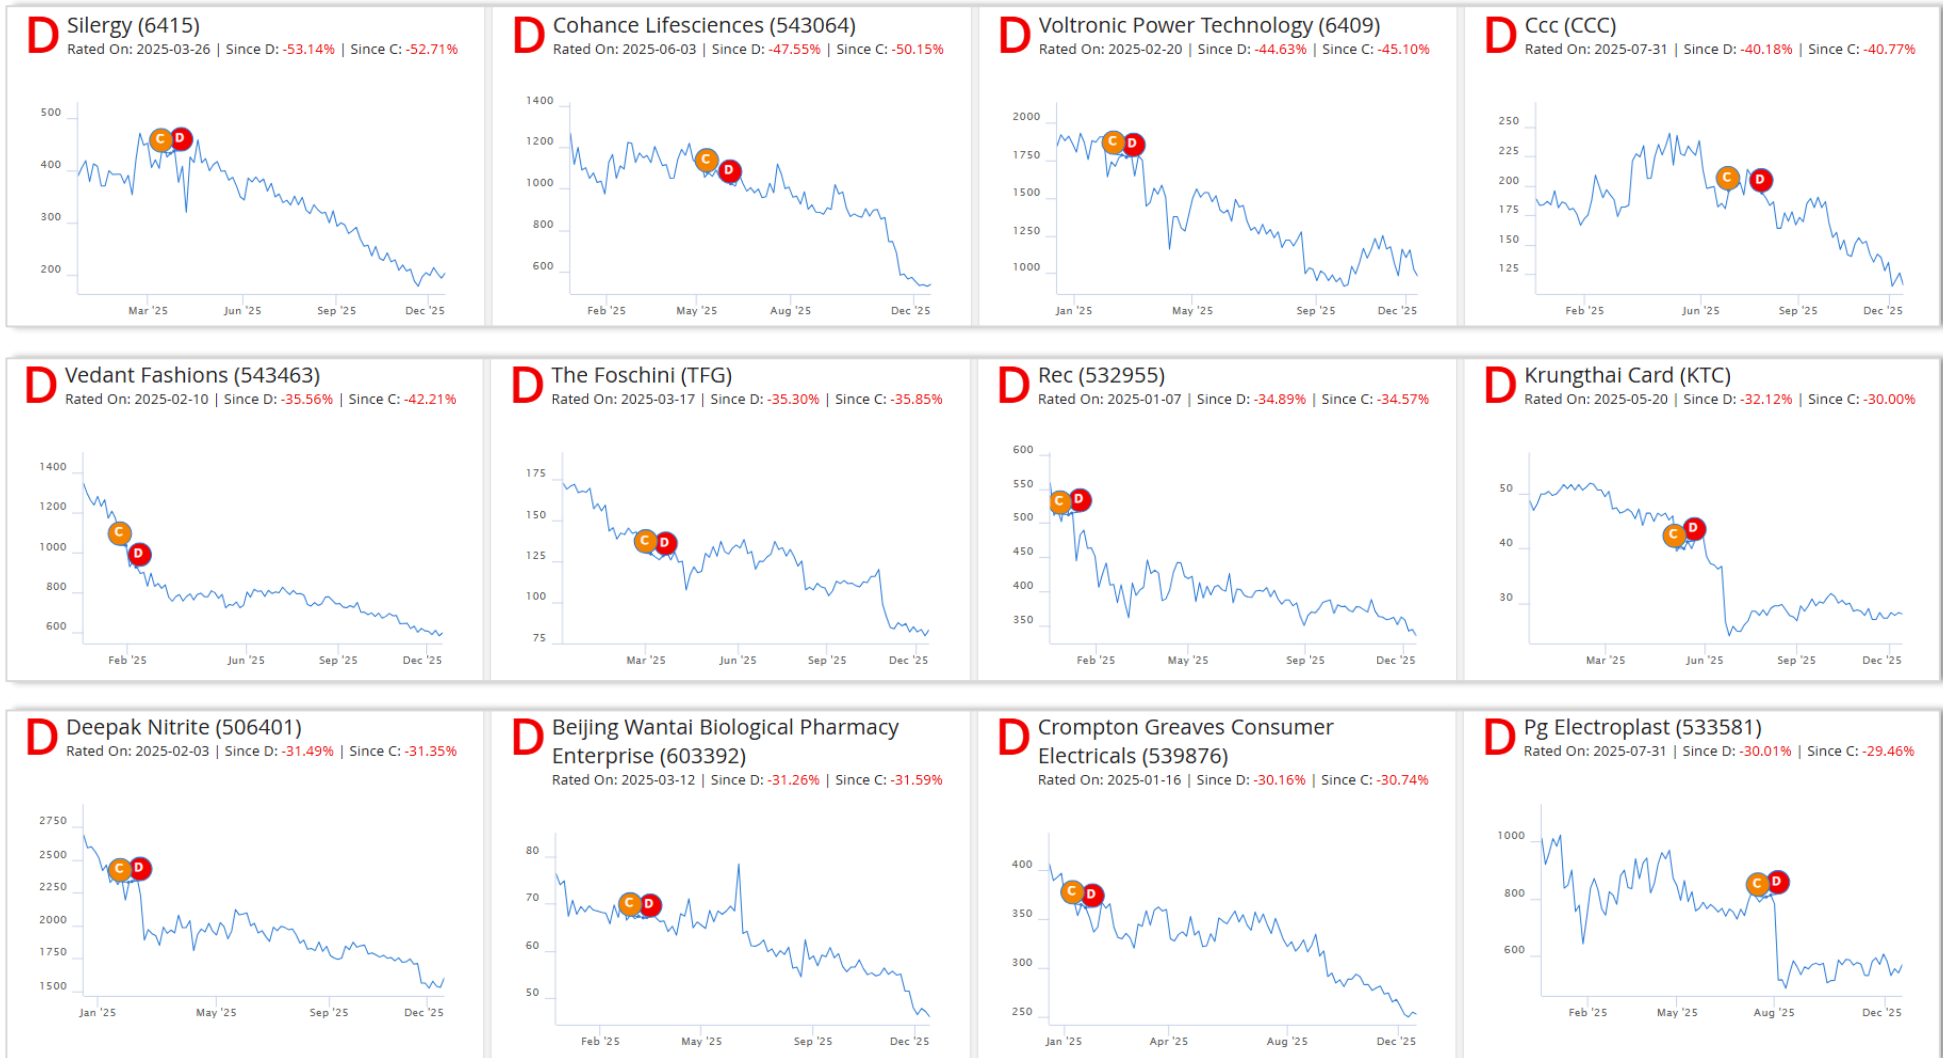 D Silergy (6415)
Rated On: 2025-03-26 | Since D: -53.14% | Since C: -52.71%
500
400
300
200
C D
Mar '25 Jun '25 Sep '25 Dec '25
D Cohance Lifesciences (543064)
Rated On: 2025-06-03 | Since D: -47.55% | Since C: -50.15%
1400
1200
1000
800
600
C D
Feb '25 May '25 Aug '25 Dec '25
D Voltronic Power Technology (6409)
Rated On: 2025-02-20 | Since D: -44.63% | Since C: -45.10%
2000
1750
1500
1250
1000
C D
Jan '25 May '25 Sep '25 Dec '25
D Ccc (CCC)
Rated On: 2025-07-31 | Since D: -40.18% | Since C: -40.77%
250
225
200
175
150
125
C D
Feb '25 Jun '25 Sep '25 Dec '25
D Vedant Fashions (543463)
Rated On: 2025-02-10 | Since D: -35.56% | Since C: -42.21%
1400
1200
1000
800
600
C D
Feb '25 Jun '25 Sep '25 Dec '25
D The Foschini (TFG)
Rated On: 2025-03-17 | Since D: -35.30% | Since C: -35.85%
175
150
125
100
75
C D
Mar '25 Jun '25 Sep '25 Dec '25
D Rec (532955)
Rated On: 2025-01-07 | Since D: -34.89% | Since C: -34.57%
600
550
500
450
400
350
C D
Feb '25 May '25 Sep '25 Dec '25
D Krungthai Card (KTC)
Rated On: 2025-05-20 | Since D: -32.12% | Since C: -30.00%
50
40
30
C D
Mar '25 Jun '25 Sep '25 Dec '25
D Deepak Nitrite (506401)
Rated On: 2025-02-03 | Since D: -31.49% | Since C: -31.35%
2750
2500
2250
2000
1750
1500
C D
Jan '25 May '25 Sep '25 Dec '25
D Beijing Wantai Biological Pharmacy
Enterprise (603392)
Rated On: 2025-03-12 | Since D: -31.26% | Since C: -31.59%
80
70
60
50
C D
Feb '25 May '25 Sep '25 Dec '25
D Crompton Greaves Consumer
Electricals (539876)
Rated On: 2025-01-16 | Since D: -30.16% | Since C: -30.74%
400
350
300
250
C D
Jan '25 Apr '25 Aug '25 Dec '25
D Pg Electroplast (533581)
Rated On: 2025-07-31 | Since D: -30.01% | Since C: -29.46%
1000
800
600
C D
Feb '25 May '25 Aug '25 Dec '25